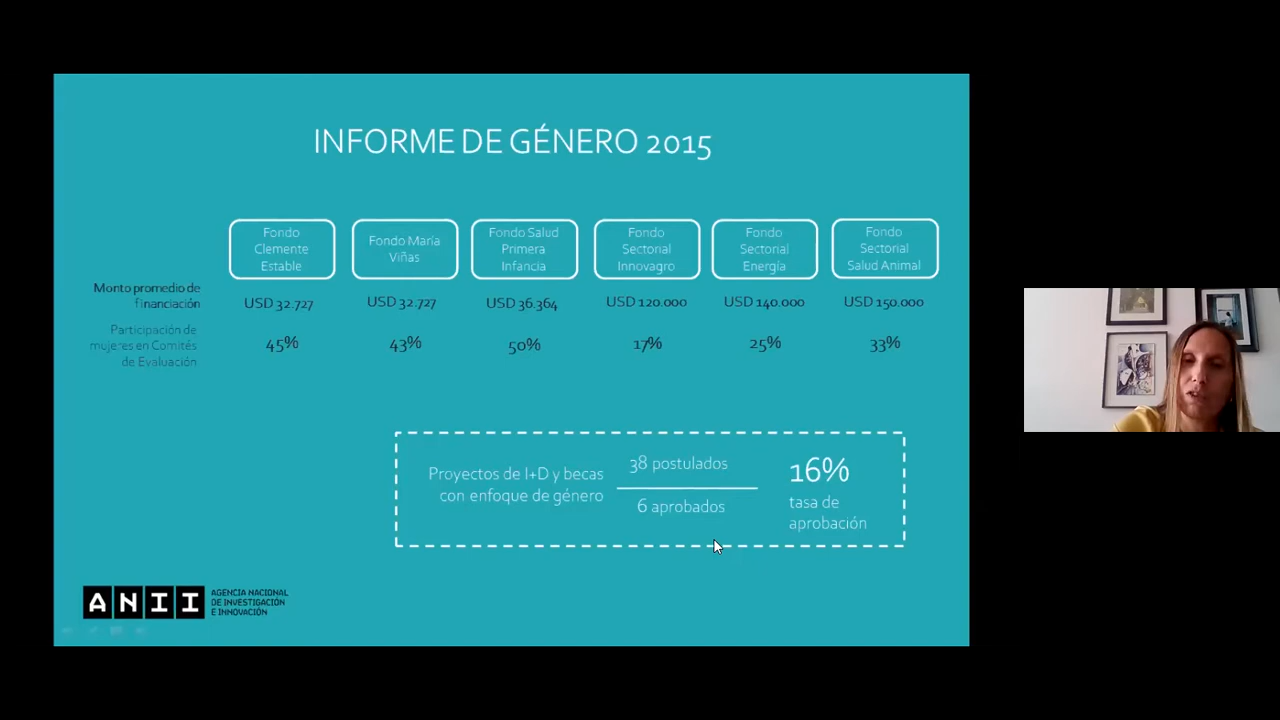 INFORME DE GÉNERO 2015
Fondo
Clemente
Estable
Fondo María
Viñas
Fondo Salud
Primera
Infancia
Fondo
Sectorial
Innovagro
Fondo
Sectorial
Energía
Fondo
Sectorial
Salud Animal
Monto promedio de
financiación
USD 32.727
USD 32.727
USD 36.364
USD 120.000
USD 140.000
USD 150.000
Participación de
mujeres en Comités
de Evaluación
45%
43%
50%
17%
25%
33%
Proyectos de I+D y becas
con enfoque de género
38 postulados
6 aprobados
16%
tasa de
aprobación
ANII
AGENCIA NACIONAL
DE INVESTIGACIÓN
E INNOVACIÓN